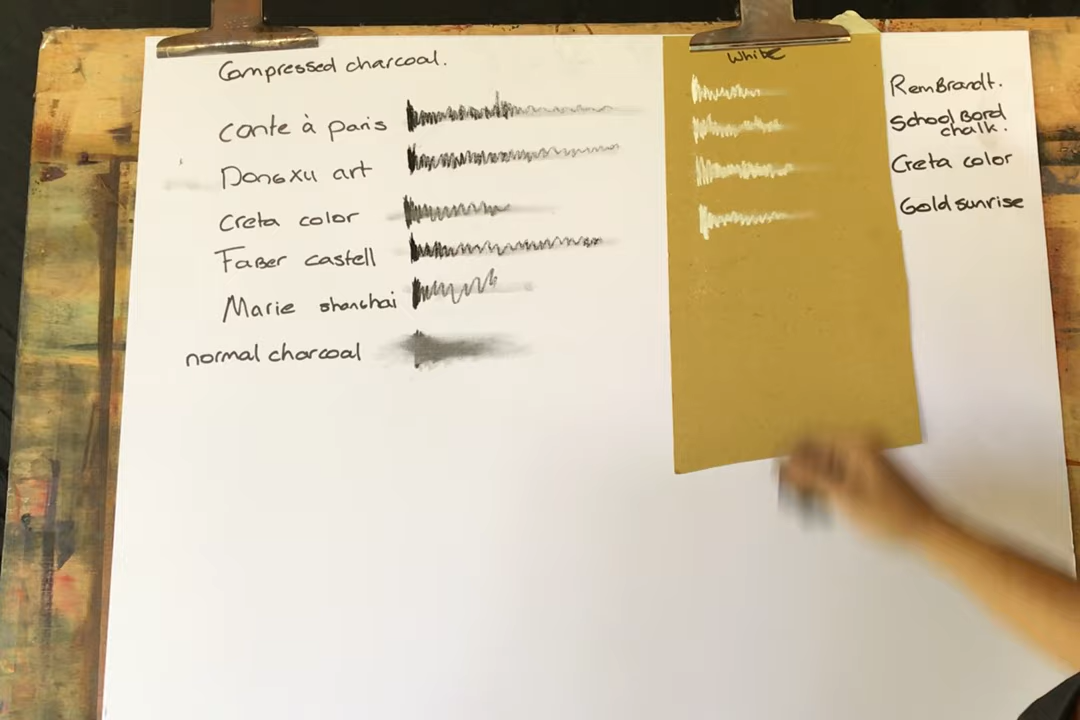 Compressed charcoal.
conte à paris
Dongxu art
creta color
Faber castell
Marie shanghai
normal charcoal
White
Rembrandt.
School Bord
chalk.
Creta color
Gold sunrise